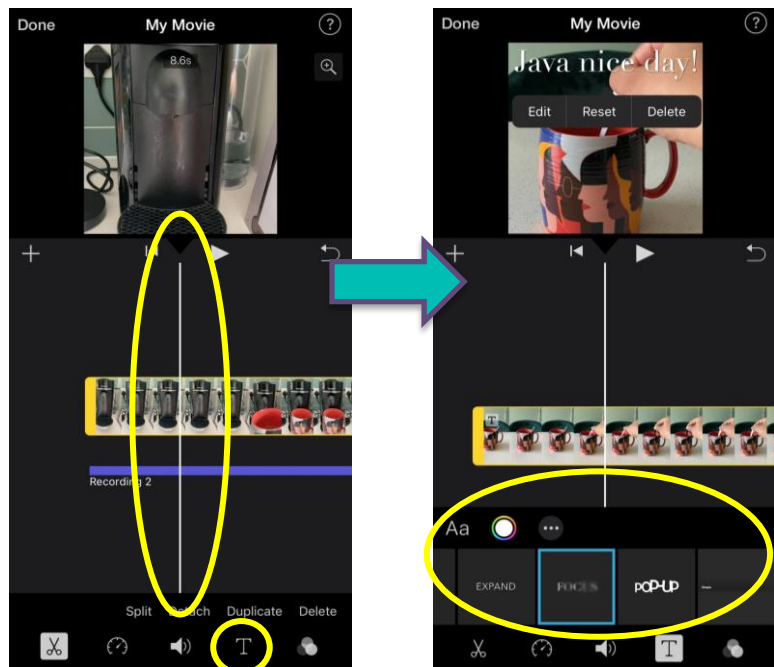 Done My Movie ?
8.6s
Recording 2
Split Detach Duplicate Delete
T
Done My Movie ?
Java nice day!
Edit Reset Delete
T
Aa
EXPAND FOCUS POP-UP
T